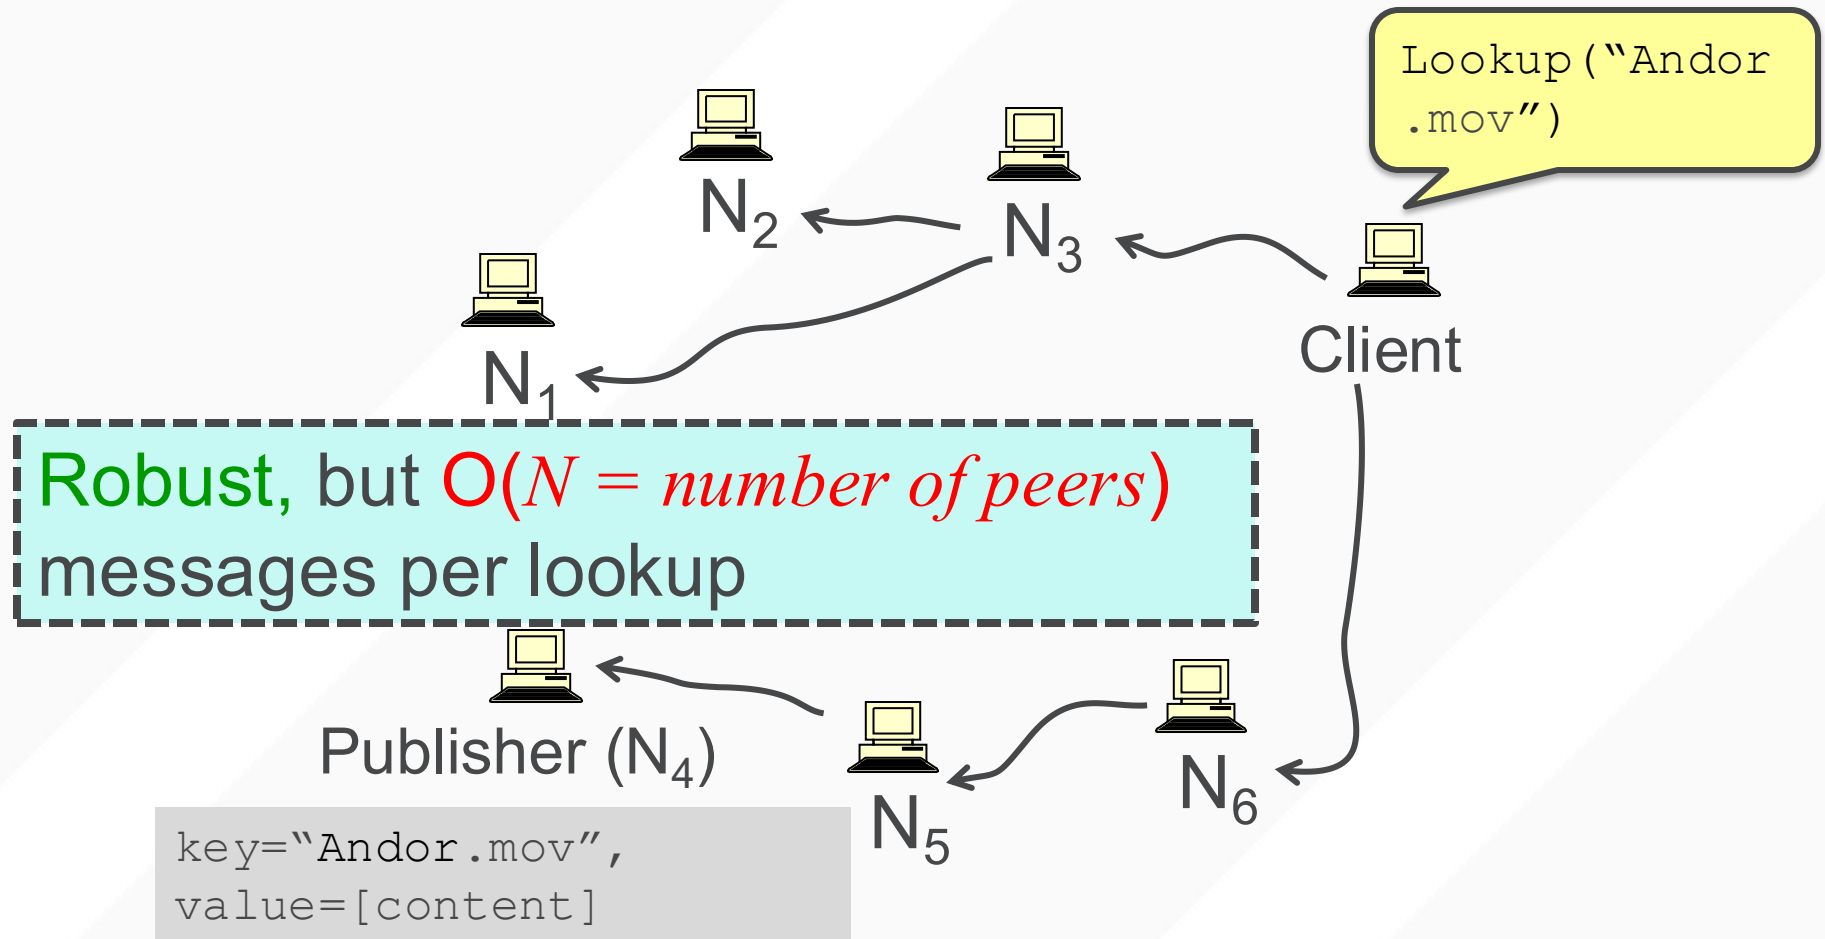 Lookup(“Andor
.mov”)
N2
N3
N1
Client
Robust, but O(N = number of peers)
messages per lookup
Publisher (N4)
N5
N6
key=“Andor.mov”,
value=[content]